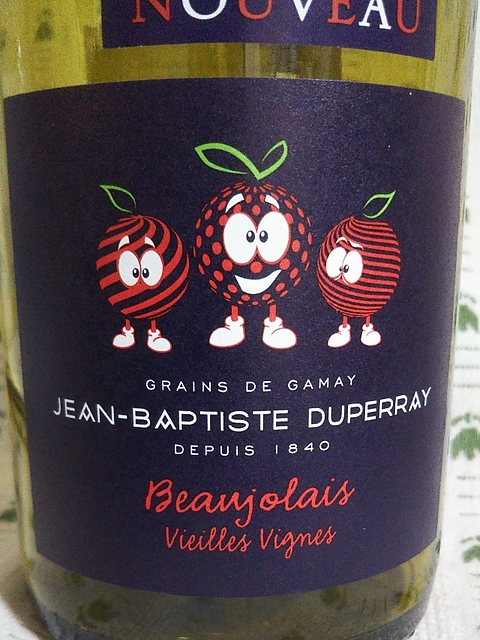 NOUVEAU
GRAINS DE GAMAY
JEAN-BAPTISTE DUPERRAY
DEPUIS 1840
Beaujolais
Vieilles Vignes